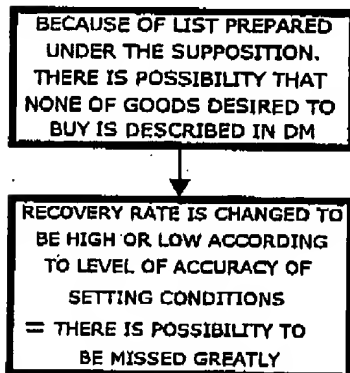 BECAUSE OF LIST PREPARED
UNDER THE SUPPOSITION.
THERE IS POSSIBILITY THAT
NONE OF GOODS DESIRED TO
BUY IS DESCRIBED IN DM
RECOVERY RATE IS CHANGED TO
BE HIGH OR LOW ACCORDING
TO LEVEL OF ACCURACY OF
SETTING CONDITIONS
= THERE IS POSSIBILITY TO
BE MISSED GREATLY